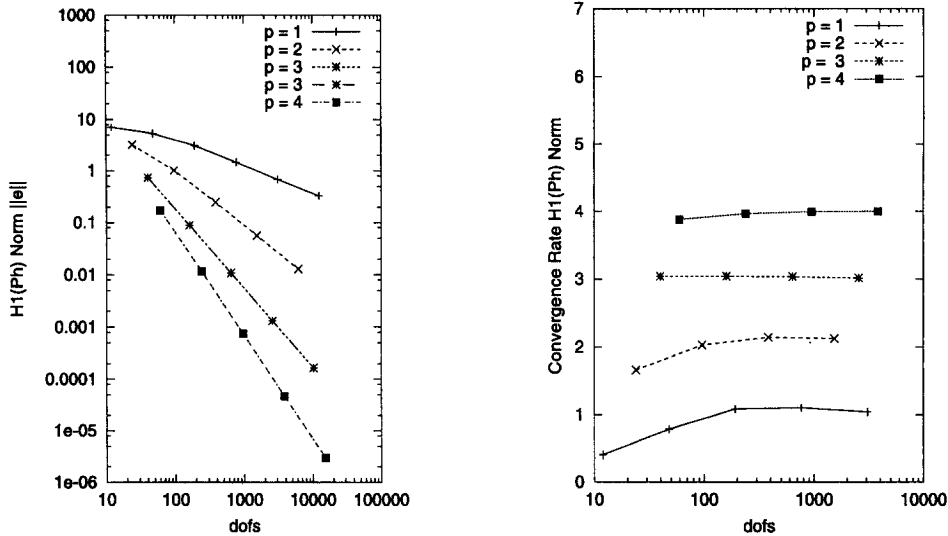 1000
100
10
1
0.1
0.01
0.001
0.0001
1e-05
1e-06
H1(Ph) Norm ||e||
p = 1
p = 2
p = 3
p = 3
p = 4
10 100 1000 10000 100000
dofs
7
6
5
4
3
2
1
0
Convergence Rate H1(Ph) Norm
p = 1
p = 2
p = 3
p = 4
10 100 1000 10000
dofs